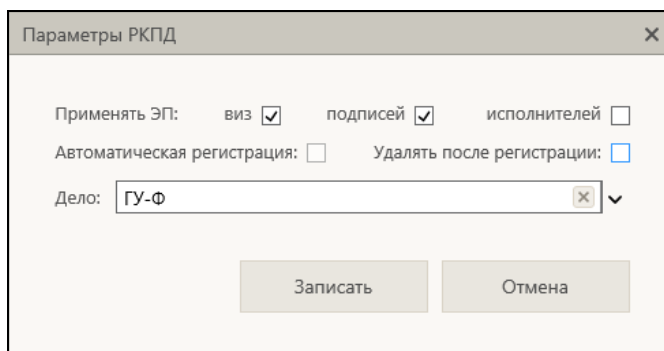 Параметры РКПД
Применять ЭП: виз подписей исполнителей
Автоматическая регистрация: Удалять после регистрации:
Дело: ГУ-Ф
Записать Отмена